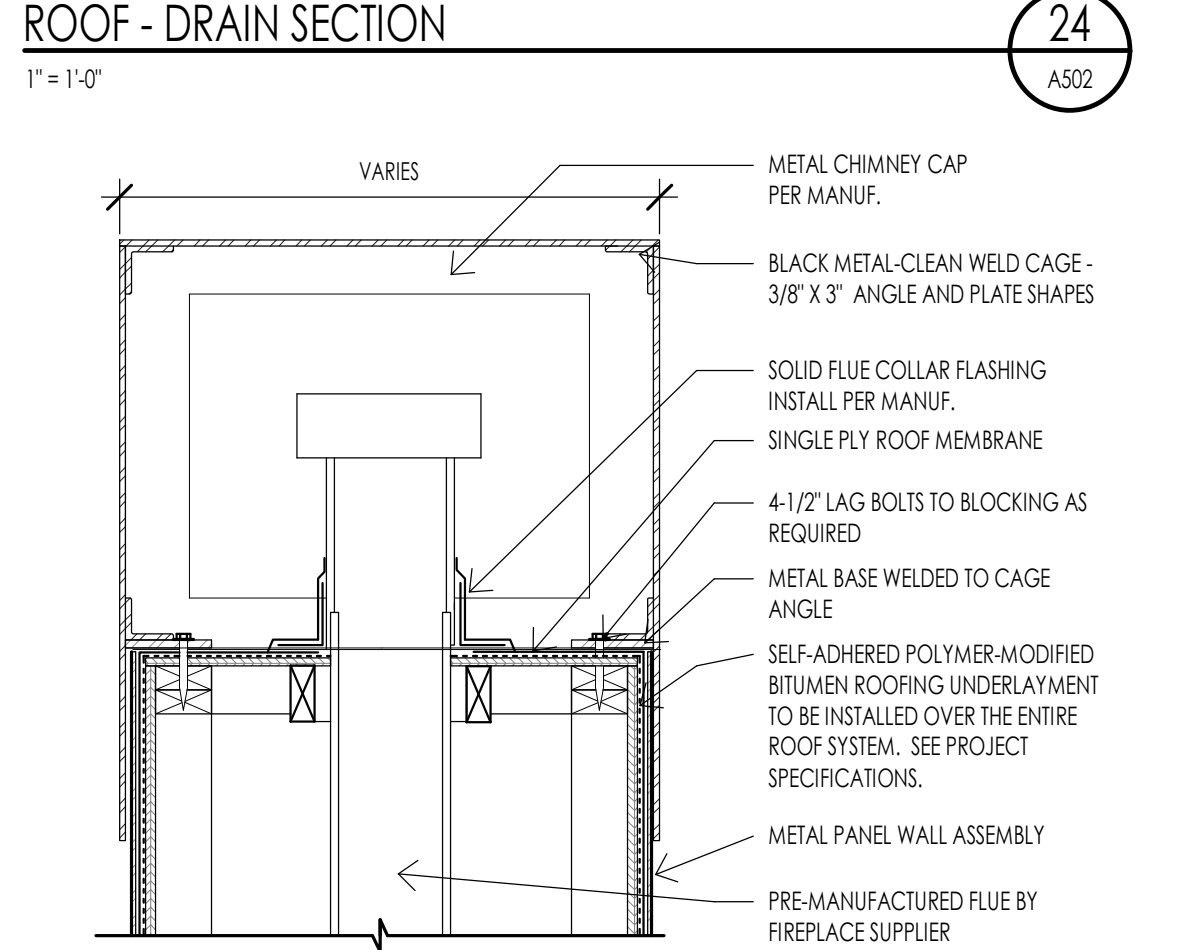 ROOF - DRAIN SECTION
24
1" = 1'-0"
A502
VARIES
METAL CHIMNEY CAP
PER MANUF.
BLACK METAL-CLEAN WELD CAGE -
3/8" X 3" ANGLE AND PLATE SHAPES
SOLID FLUE COLLAR FLASHING
INSTALL PER MANUF.
SINGLE PLY ROOF MEMBRANE
4-1/2" LAG BOLTS TO BLOCKING AS
REQUIRED
METAL BASE WELDED TO CAGE
ANGLE
SELF-ADHERED POLYMER-MODIFIED
BITUMEN ROOFING UNDERLAYMENT
TO BE INSTALLED OVER THE ENTIRE
ROOF SYSTEM. SEE PROJECT
SPECIFICATIONS.
METAL PANEL WALL ASSEMBLY
PRE-MANUFACTURED FLUE BY
FIREPLACE SUPPLIER